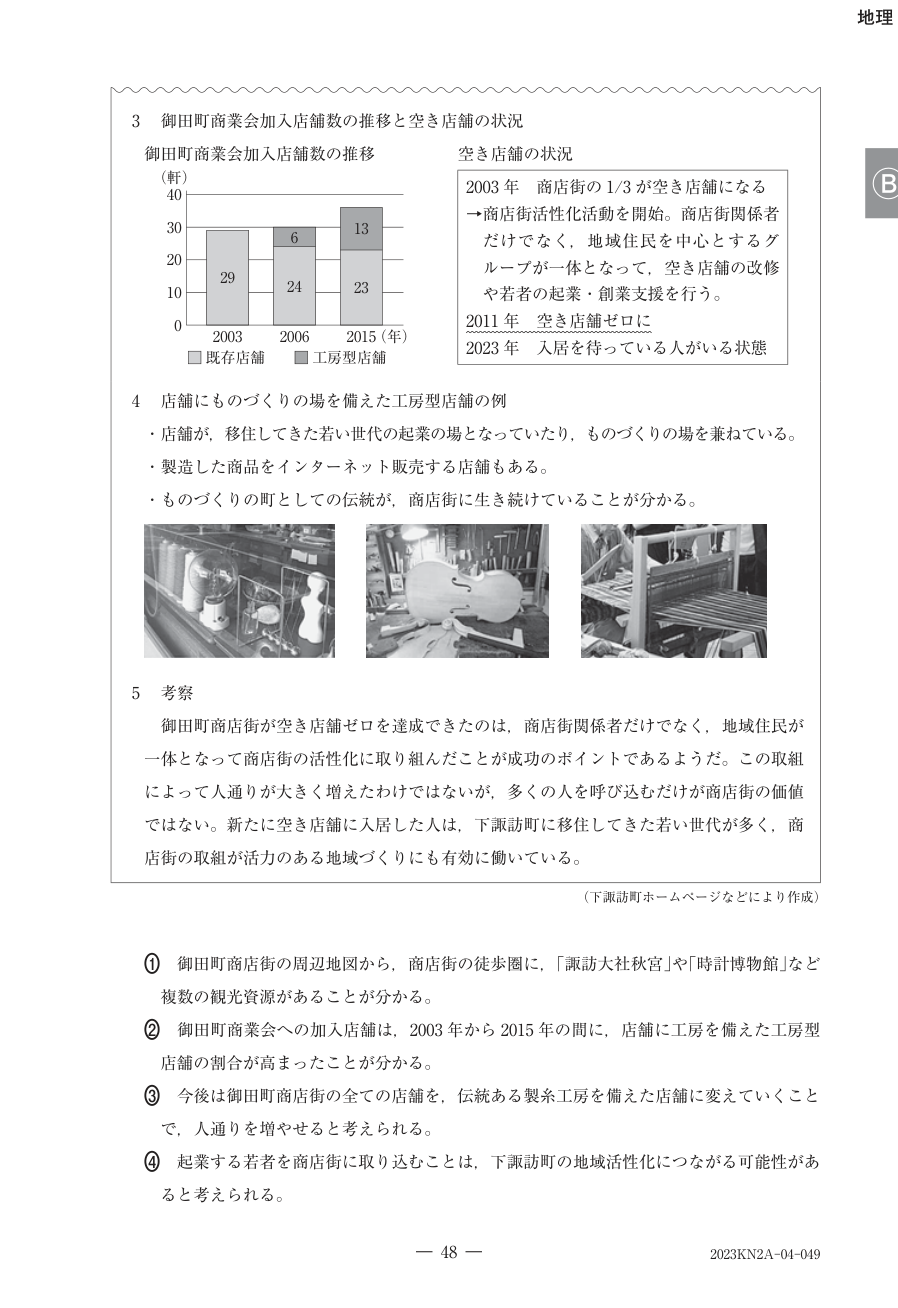 地理
B
3　御田町商業会加入店舗数の推移と空き店舗の状況
御田町商業会加入店舗数の推移
（軒）
40
30
20
10
0
29
6
24
13
23
2003
2006
2015（年）
既存店舗
工房型店舗
空き店舗の状況
2003 年　商店街の 1/3 が空き店舗になる
→商店街活性化活動を開始。商店街関係者
だけでなく，地域住民を中心とするグ
ループが一体となって，空き店舗の改修
や若者の起業・創業支援を行う。
2011 年　空き店舗ゼロに
2023 年　入居を待っている人がいる状態
4　店舗にものづくりの場を備えた工房型店舗の例
・店舗が，移住してきた若い世代の起業の場となっていたり，ものづくりの場を兼ねている。
・製造した商品をインターネット販売する店舗もある。
・ものづくりの町としての伝統が，商店街に生き続けていることが分かる。
5　考察
御田町商店街が空き店舗ゼロを達成できたのは，商店街関係者だけでなく，地域住民が
一体となって商店街の活性化に取り組んだことが成功のポイントであるようだ。この取組
によって人通りが大きく増えたわけではないが，多くの人を呼び込むだけが商店街の価値
ではない。新たに空き店舗に入居した人は，下諏訪町に移住してきた若い世代が多く，商
店街の取組が活力のある地域づくりにも有効に働いている。
（下諏訪町ホームページなどにより作成）
①　御田町商店街の周辺地図から，商店街の徒歩圏に，「諏訪大社秋宮」や「時計博物館」など
複数の観光資源があることが分かる。
②　御田町商業会への加入店舗は，2003 年から 2015 年の間に，店舗に工房を備えた工房型
店舗の割合が高まったことが分かる。
③　今後は御田町商店街の全ての店舗を，伝統ある製糸工房を備えた店舗に変えていくこと
で，人通りを増やせると考えられる。
④　起業する若者を商店街に取り込むことは，下諏訪町の地域活性化につながる可能性があ
ると考えられる。
― 48 ―
2023KN2A-04-049